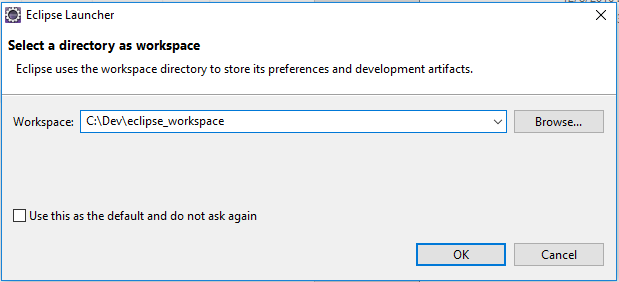 Eclipse Launcher
Select a directory as workspace
Eclipse uses the workspace directory to store its preferences and development artifacts.
Workspace: C:\Dev\eclipse_workspace Browse...
Use this as the default and do not ask again
OK Cancel